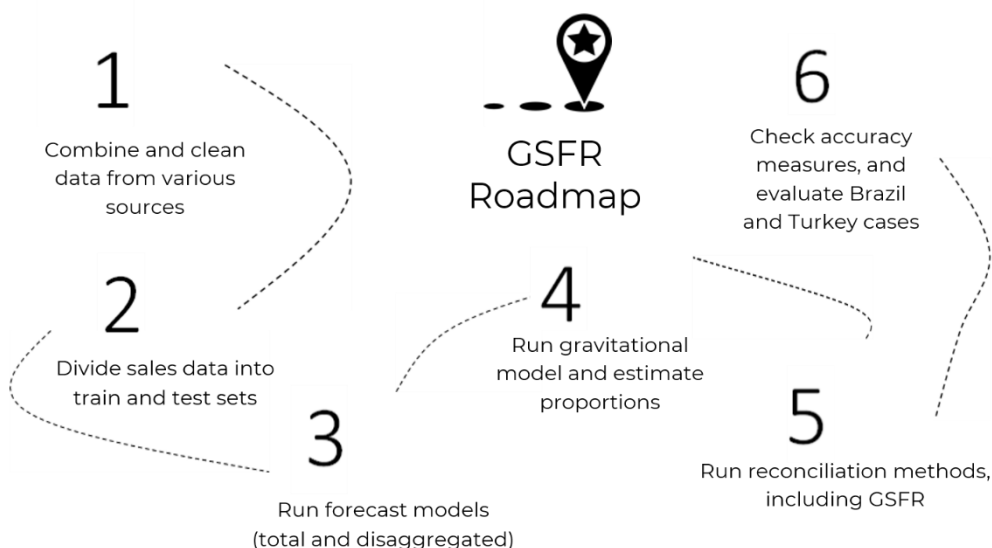 GSFR
Roadmap
1
Combine and clean
data from various
sources
2
Divide sales data into
train and test sets
3
Run forecast models
(total and disaggregated)
4
Run gravitational
model and estimate
proportions
5
Run reconciliation methods,
including GSFR
6
Check accuracy
measures, and
evaluate Brazil
and Turkey cases